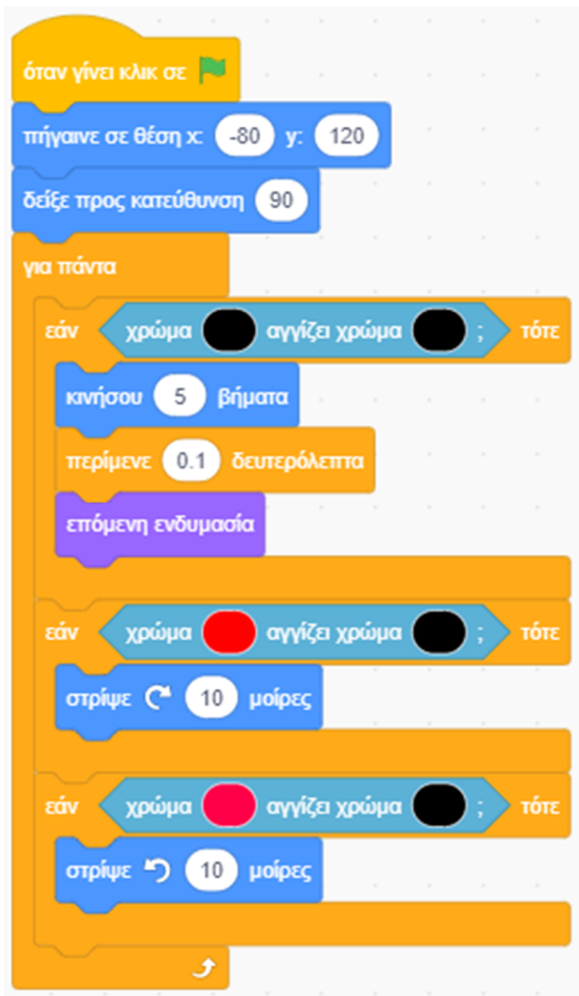 όταν γίνει κλικ σε
πήγαινε σε θέση x: -80 y: 120
δείξε προς κατεύθυνση 90
για πάντα
εάν χρώμα αγγίζει χρώμα ; τότε
κινήσου 5 βήματα
περίμενε 0.1 δευτερόλεπτα
επόμενη ενδυμασία
εάν χρώμα αγγίζει χρώμα ; τότε
στρίψε 10 μοίρες
εάν χρώμα αγγίζει χρώμα ; τότε
στρίψε 10 μοίρες